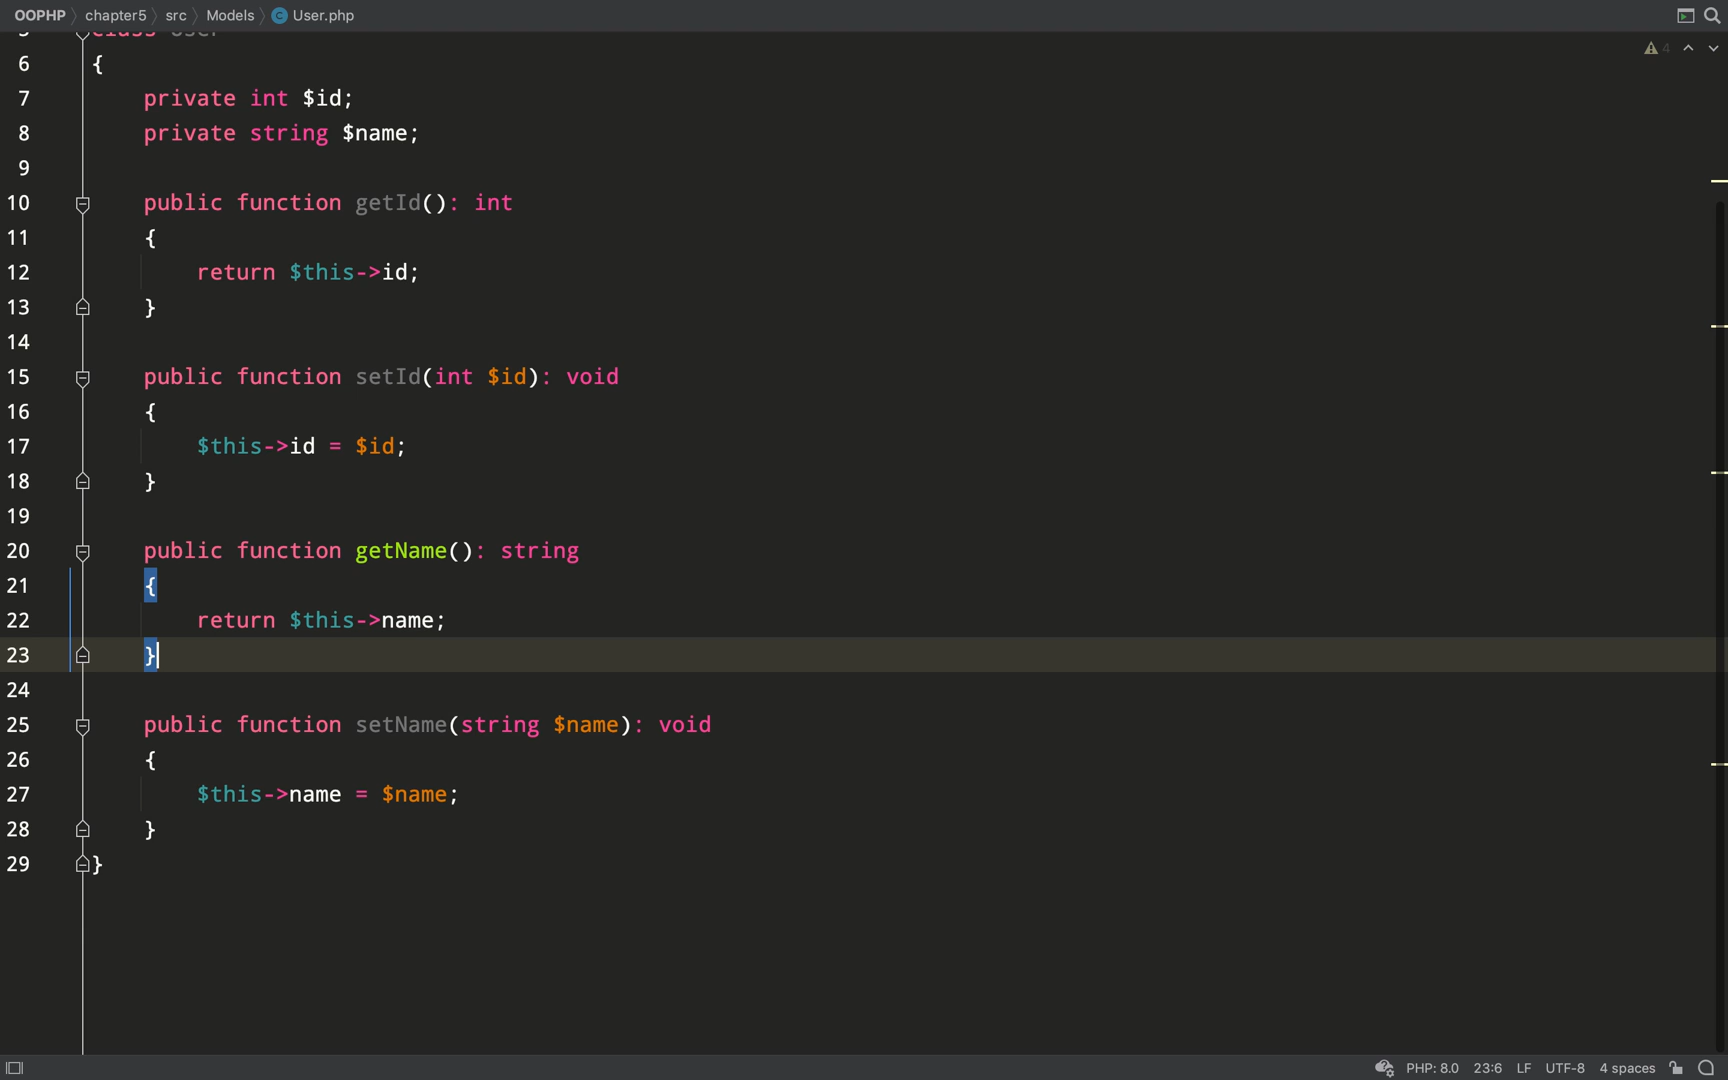 OOPHP chapter5 src Models C User.php
4
5 class User
6 {
7 private int $id;
8 private string $name;
9
10 public function getId(): int
11 {
12 return $this->id;
13 }
14
15 public function setId(int $id): void
16 {
17 $this->id = $id;
18 }
19
20 public function getName(): string
21 {
22 return $this->name;
23 }
24
25 public function setName(string $name): void
26 {
27 $this->name = $name;
28 }
29 }
PHP: 8.0 23:6 LF UTF-8 4 spaces